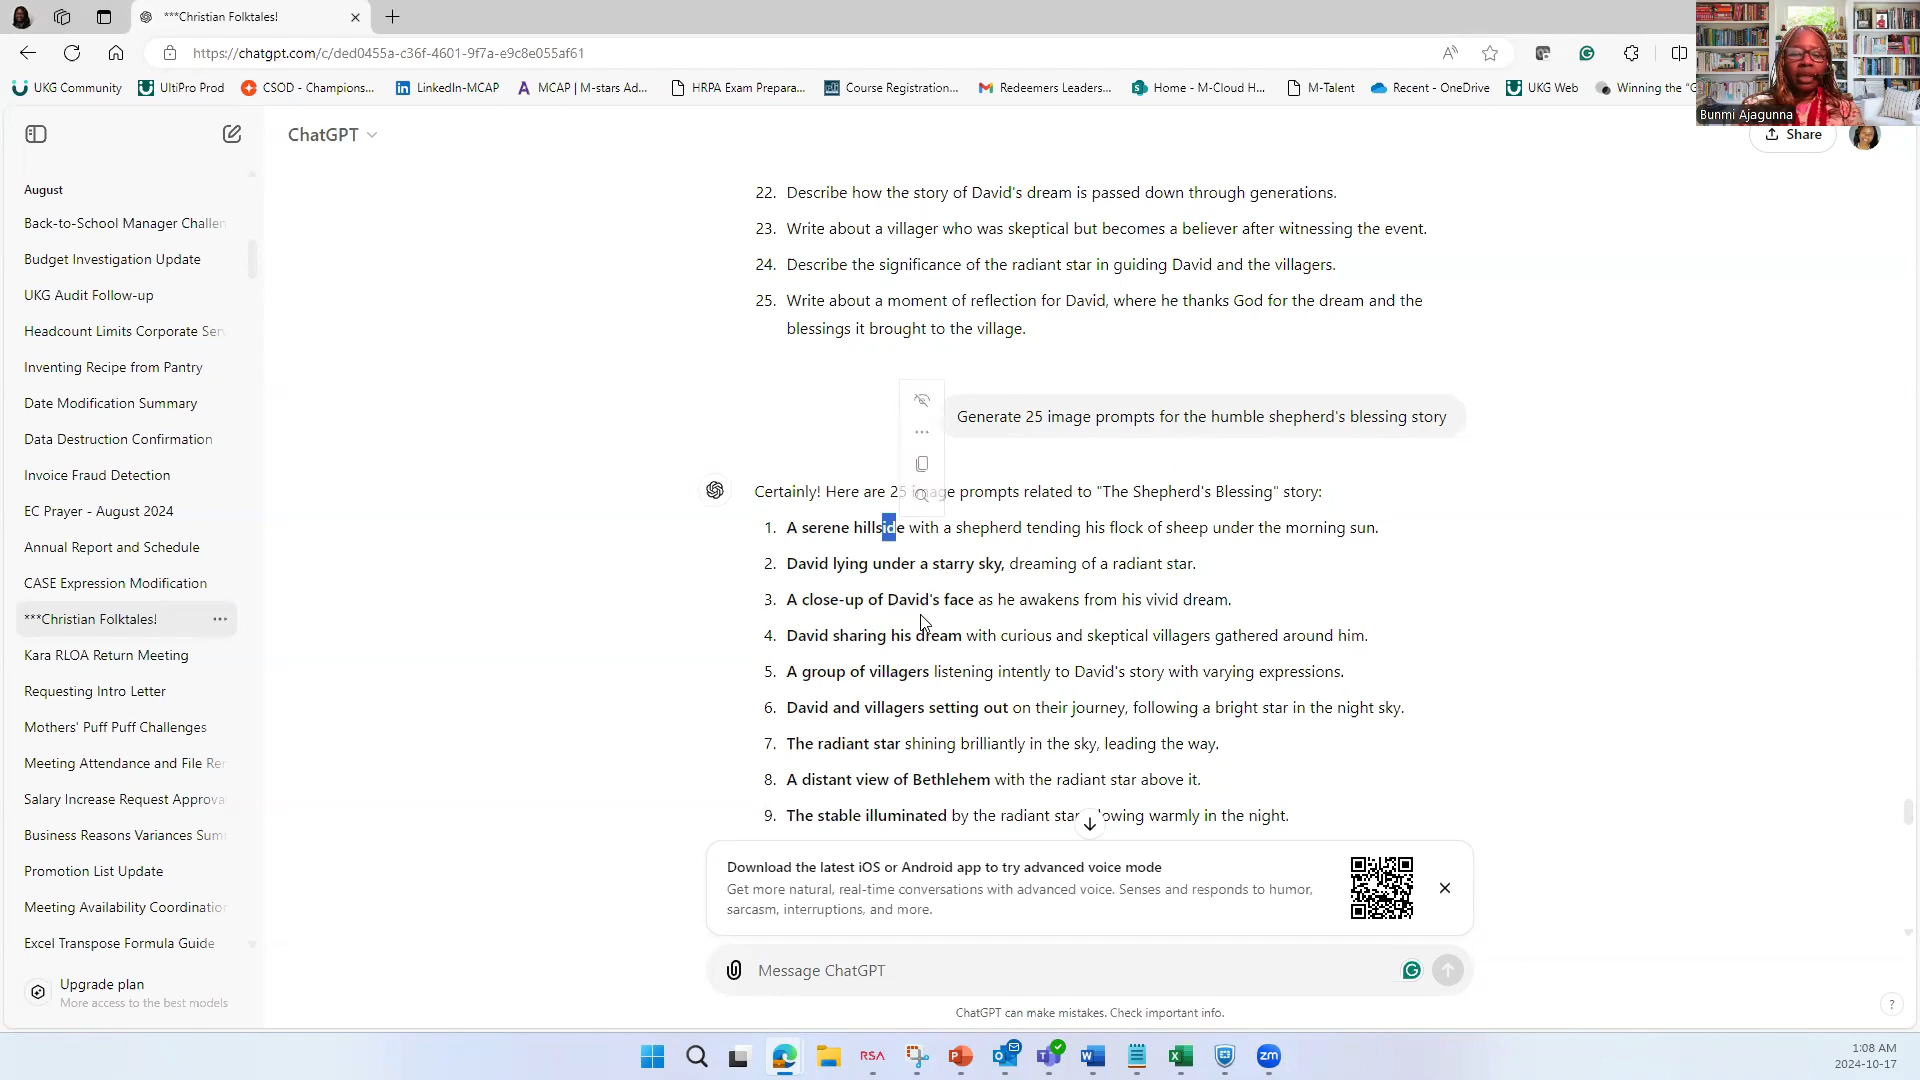 ***Christian Folktales!
https://chatgpt.com/c/ded0455a-c36f-4601-9f7a-e9c8e055af61
UKG Community
UltiPro Prod
CSOD - Champions...
LinkedIn-MCAP
MCAP | M-stars Ad...
HRPA Exam Prepara...
Course Registration...
Redeemers Leaders...
Home - M-Cloud H...
M-Talent
Recent - OneDrive
UKG Web
Winning the "G
Bunmi Ajagunna
ChatGPT
Share
August
Back-to-School Manager Challen
Budget Investigation Update
UKG Audit Follow-up
Headcount Limits Corporate Ser
Inventing Recipe from Pantry
Date Modification Summary
Data Destruction Confirmation
Invoice Fraud Detection
EC Prayer - August 2024
Annual Report and Schedule
CASE Expression Modification
***Christian Folktales!
Kara RLOA Return Meeting
Requesting Intro Letter
Mothers' Puff Puff Challenges
Meeting Attendance and File Re
Salary Increase Request Approva
Business Reasons Variances Sum
Promotion List Update
Meeting Availability Coordination
Excel Transpose Formula Guide
Upgrade plan
More access to the best models
22. Describe how the story of David's dream is passed down through generations.
23. Write about a villager who was skeptical but becomes a believer after witnessing the event.
24. Describe the significance of the radiant star in guiding David and the villagers.
25. Write about a moment of reflection for David, where he thanks God for the dream and the
blessings it brought to the village.
Generate 25 image prompts for the humble shepherd's blessing story
Certainly! Here are 25 image prompts related to "The Shepherd's Blessing" story:
1. A serene hillside with a shepherd tending his flock of sheep under the morning sun.
2. David lying under a starry sky, dreaming of a radiant star.
3. A close-up of David's face as he awakens from his vivid dream.
4. David sharing his dream with curious and skeptical villagers gathered around him.
5. A group of villagers listening intently to David's story with varying expressions.
6. David and villagers setting out on their journey, following a bright star in the night sky.
7. The radiant star shining brilliantly in the sky, leading the way.
8. A distant view of Bethlehem with the radiant star above it.
9. The stable illuminated by the radiant star, lowing warmly in the night.
Download the latest iOS or Android app to try advanced voice mode
Get more natural, real-time conversations with advanced voice. Senses and responds to humor,
sarcasm, interruptions, and more.
Message ChatGPT
ChatGPT can make mistakes. Check important info.
?
RSA
zm
1:08 AM
2024-10-17